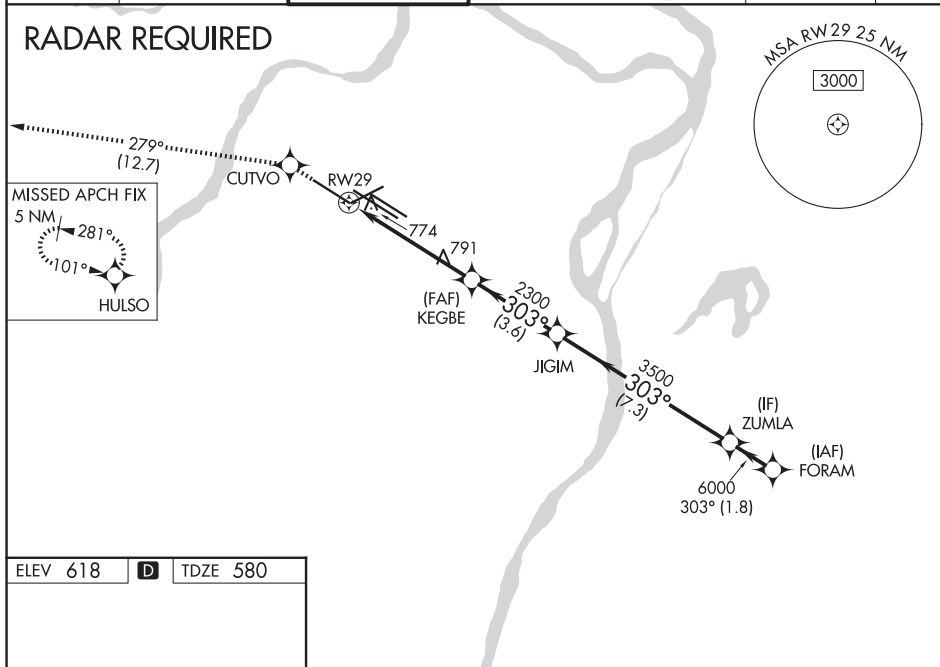 RADAR REQUIRED
MSA RW 29 25 NM
3000
279°
(12.7)
CUTVO
RW29
MISSED APCH FIX
5 NM
281°
101°
HULSO
774
791
(FAF)
KEGBE
2300
303°
(3.6)
JIGIM
3500
303°
(7.3)
(IF)
ZUMLA
(IAF)
FORAM
6000
303° (1.8)
ELEV 618 D TDZE 580